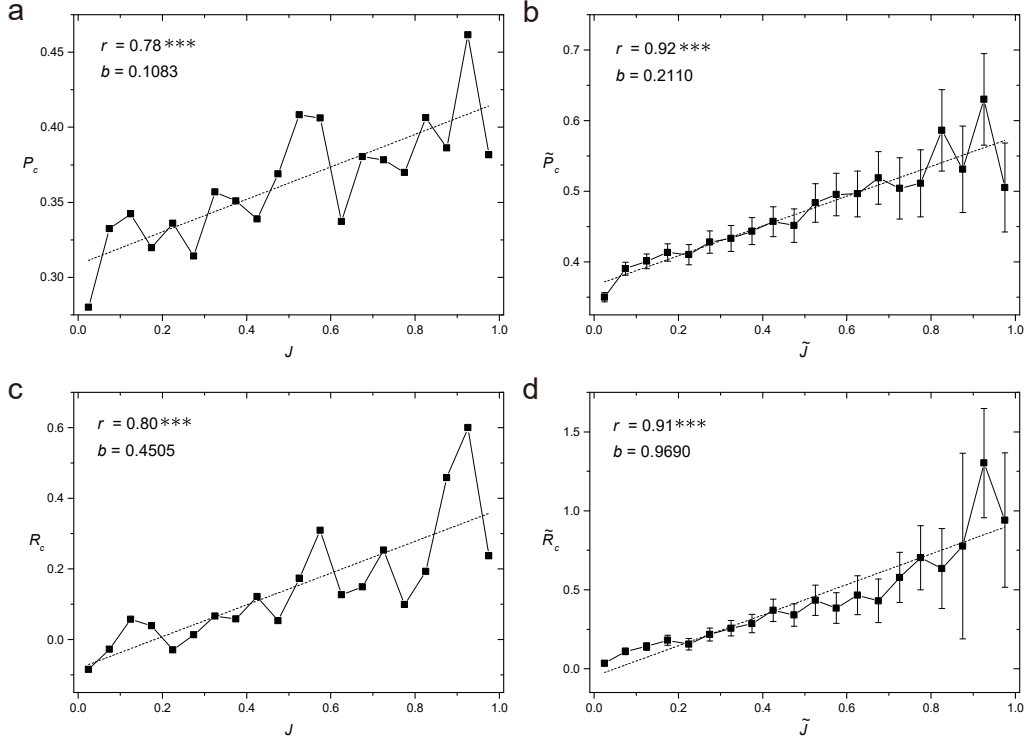 a
r = 0.78***
b = 0.1083
0.45
0.40
0.35
0.30
P_c
0.0 0.2 0.4 0.6 0.8 1.0
J
b
r = 0.92***
b = 0.2110
0.7
0.6
0.5
0.4
P̃_c
0.0 0.2 0.4 0.6 0.8 1.0
J̃
c
r = 0.80***
b = 0.4505
0.6
0.4
0.2
0.0
R_c
0.0 0.2 0.4 0.6 0.8 1.0
J
d
r = 0.91***
b = 0.9690
1.5
1.0
0.5
0.0
R̃_c
0.0 0.2 0.4 0.6 0.8 1.0
J̃